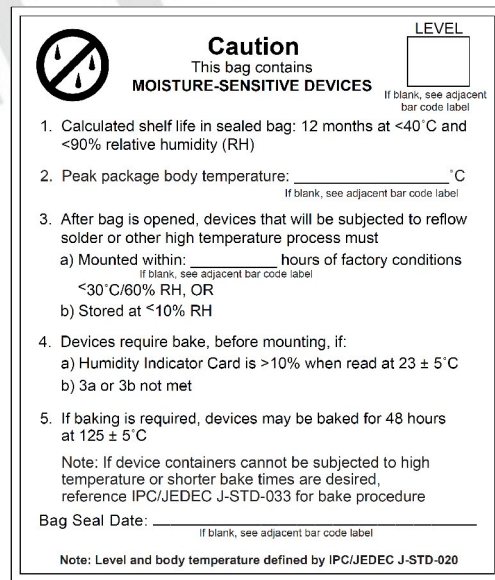 LEVEL
Caution
This bag contains
MOISTURE-SENSITIVE DEVICES
If blank, see adjacent
bar code label
1. Calculated shelf life in sealed bag: 12 months at <40°C and
<90% relative humidity (RH)
2. Peak package body temperature: ________________ °C
If blank, see adjacent bar code label
3. After bag is opened, devices that will be subjected to reflow
solder or other high temperature process must
a) Mounted within: _________ hours of factory conditions
If blank, see adjacent bar code label
<30°C/60% RH, OR
b) Stored at <10% RH
4. Devices require bake, before mounting, if:
a) Humidity Indicator Card is >10% when read at 23 ± 5°C
b) 3a or 3b not met
5. If baking is required, devices may be baked for 48 hours
at 125 ± 5°C
Note: If device containers cannot be subjected to high
temperature or shorter bake times are desired,
reference IPC/JEDEC J-STD-033 for bake procedure
Bag Seal Date: ___________________________________
If blank, see adjacent bar code label
Note: Level and body temperature defined by IPC/JEDEC J-STD-020